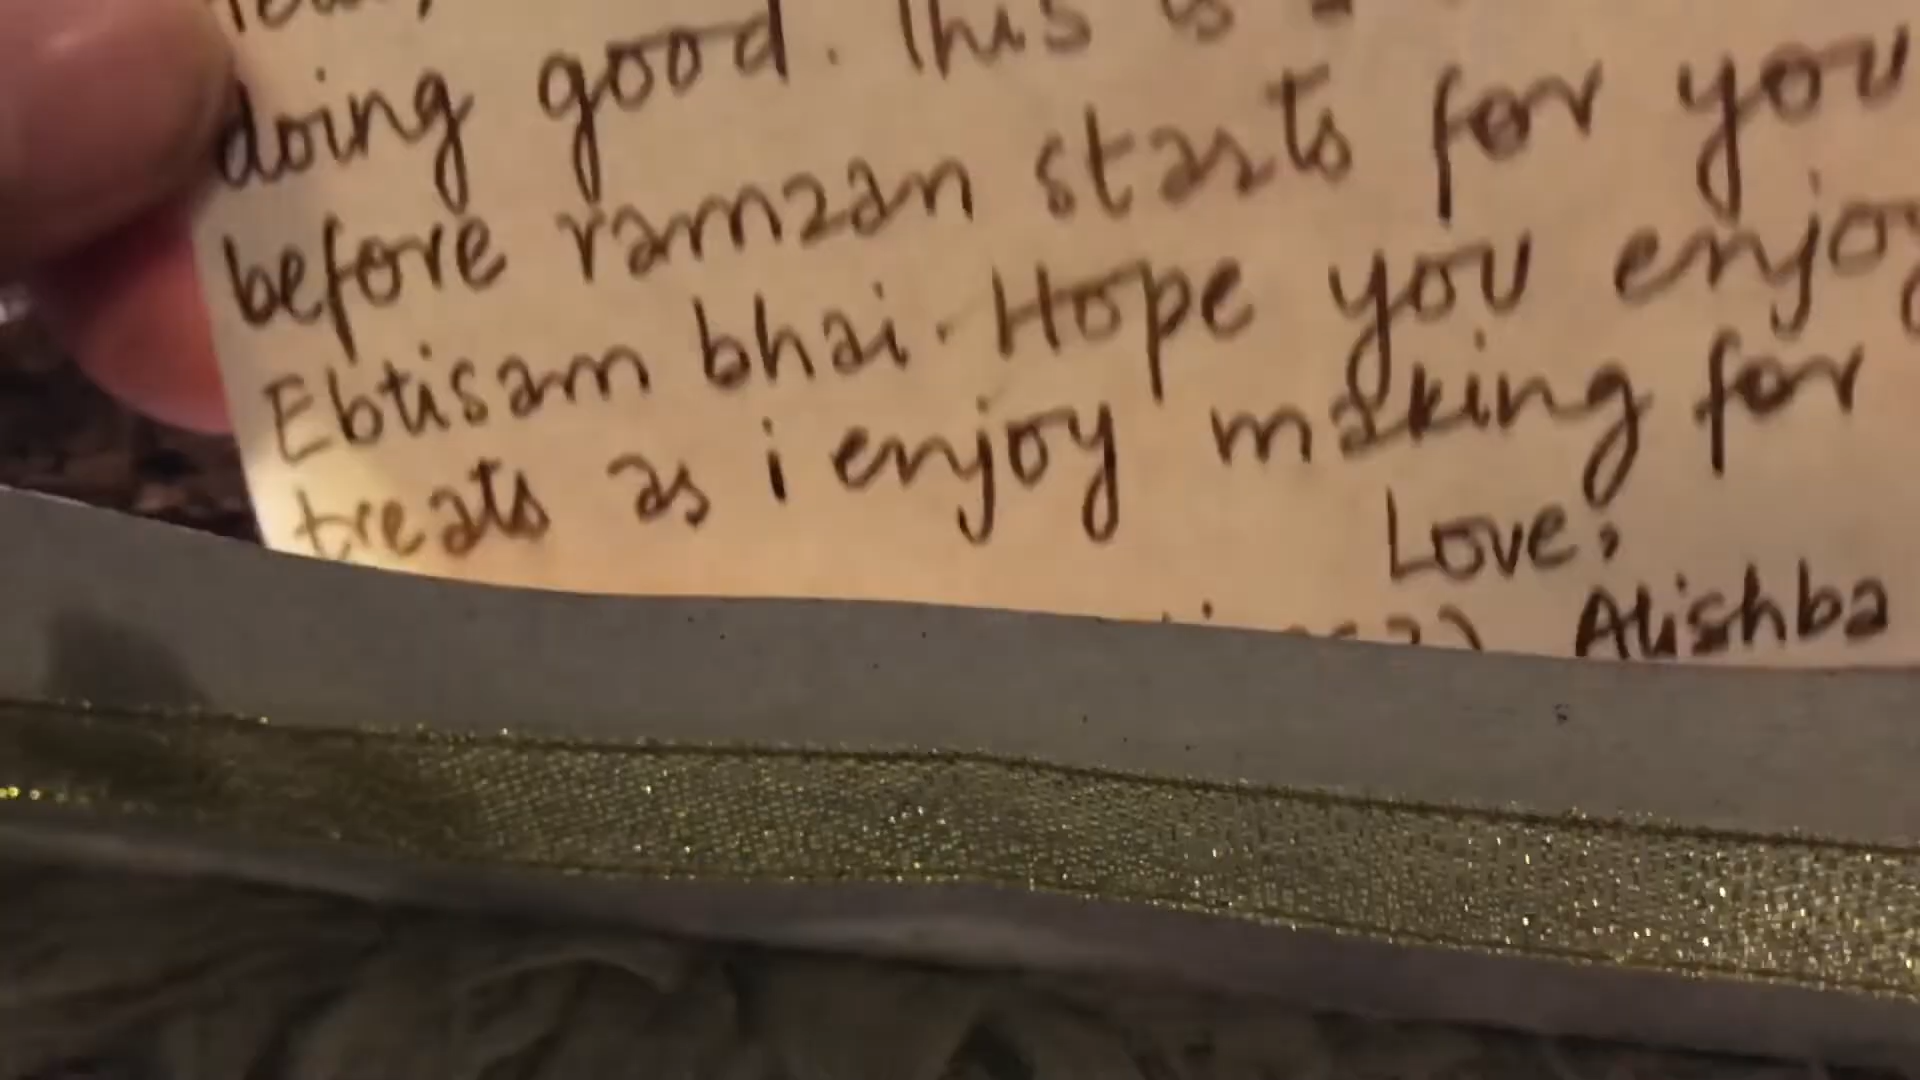 doing good. This is
before ramzan starts for you
Ebtisam bhai. Hope you enjoy
treats as i enjoy making for
Love,
Alishba